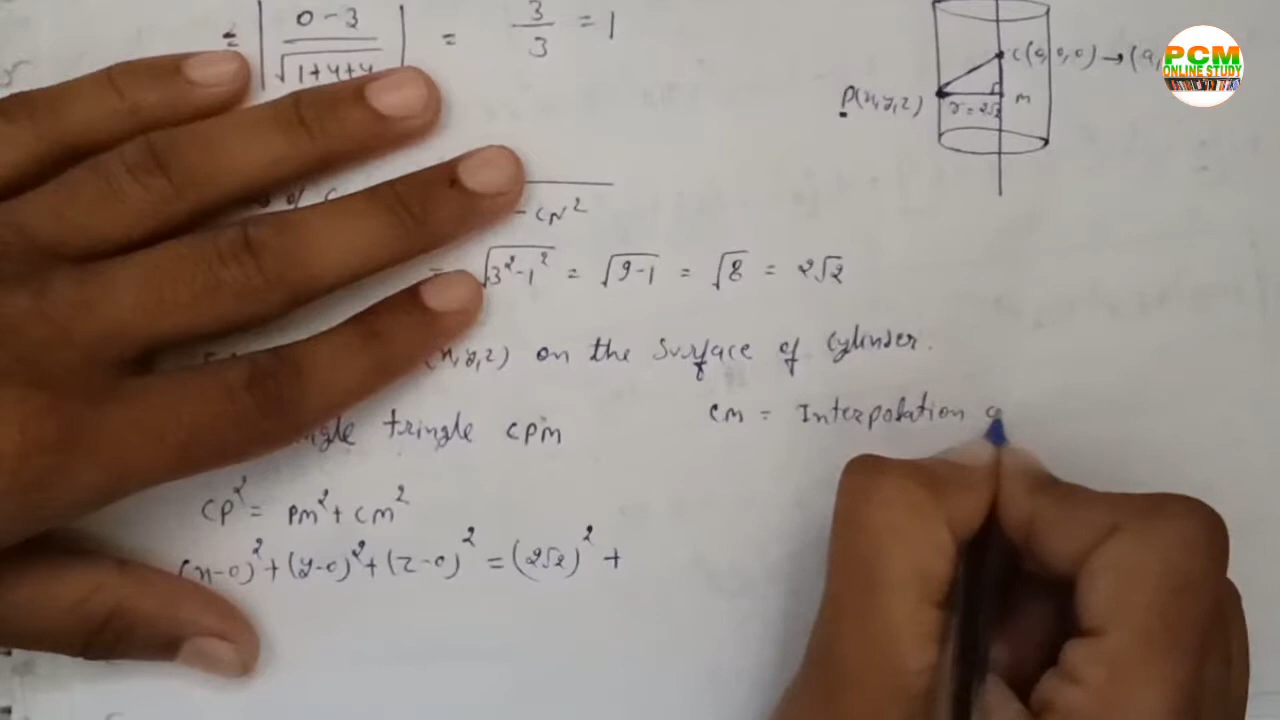 = | 0 - 3 / √1+4+4 | = 3/3 = 1
C(0,0,0) → (a,
P(x,y,z)
r = 2√2 M
of
- CN²
= √3²-1² = √9-1 = √8 = 2√2
(x,y,z) on the surface of cylinder.
tringle CPM
CM = Interpolation
CP² = PM² + CM²
(x-0)² + (y-0)² + (z-0)² = (2√2)² +
PCM
ONLINE STUDY